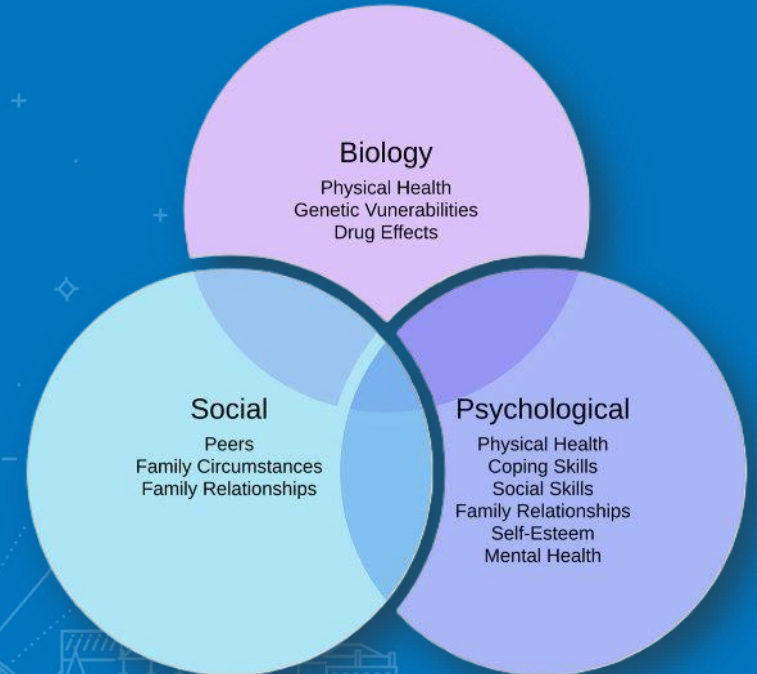 Biology
Physical Health
Genetic Vunerabilities
Drug Effects
Social
Peers
Family Circumstances
Family Relationships
Psychological
Physical Health
Coping Skills
Social Skills
Family Relationships
Self-Esteem
Mental Health